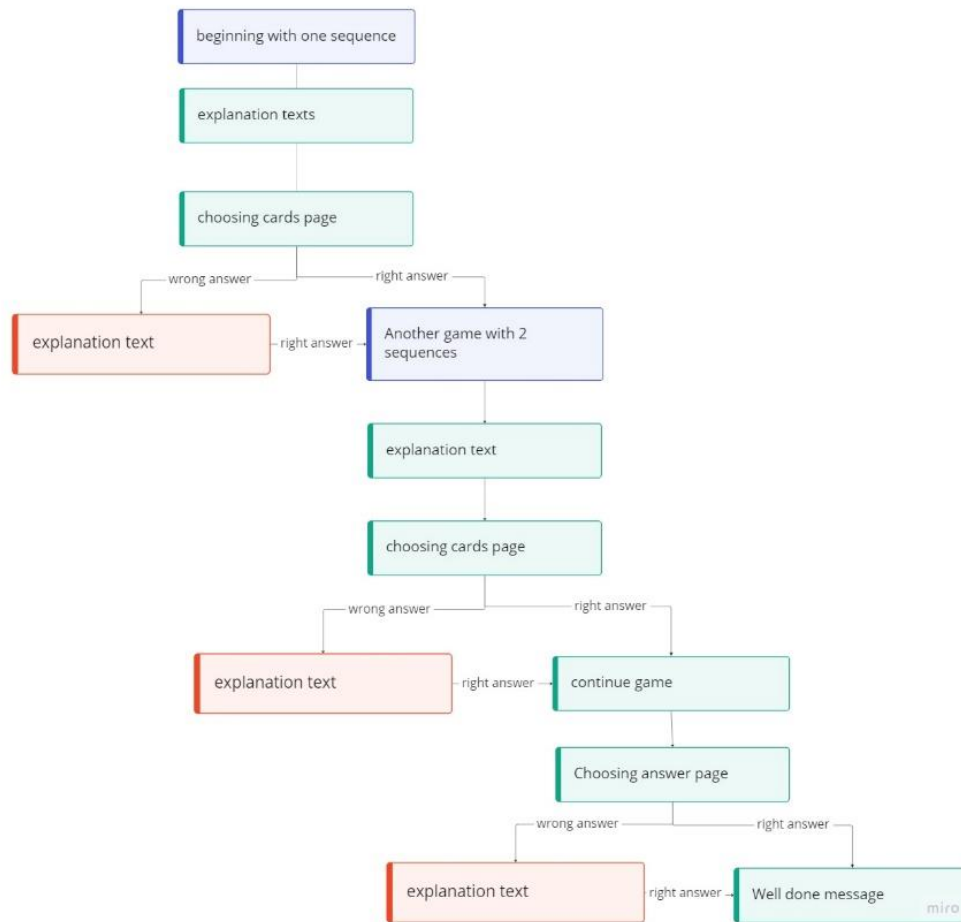 beginning with one sequence
explanation texts
choosing cards page
wrong answer
right answer
explanation text
right answer
Another game with 2
sequences
explanation text
choosing cards page
wrong answer
right answer
explanation text
right answer
continue game
Choosing answer page
wrong answer
right answer
explanation text
right answer
Well done message
miro